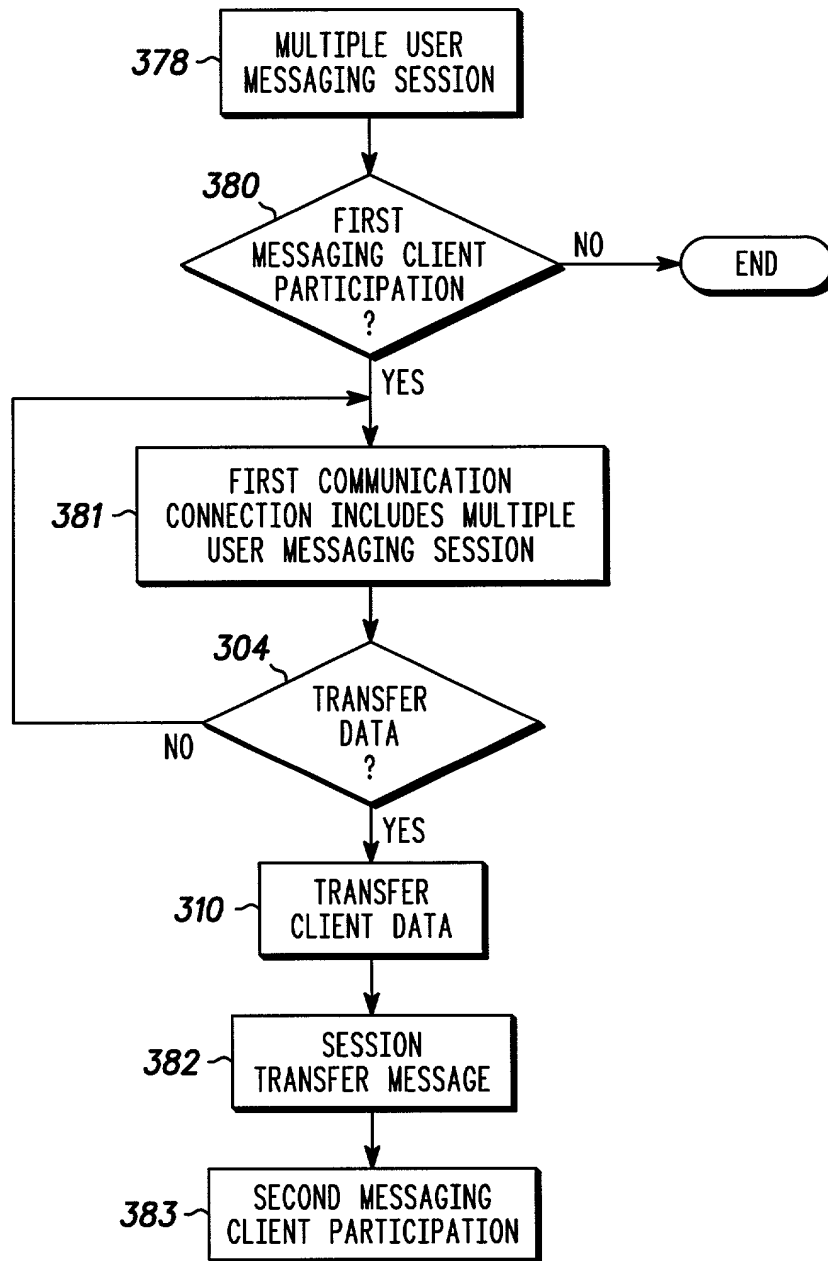 378
MULTIPLE USER
MESSAGING SESSION
380
FIRST
MESSAGING CLIENT
PARTICIPATION
?
NO
END
YES
381
FIRST COMMUNICATION
CONNECTION INCLUDES MULTIPLE
USER MESSAGING SESSION
304
TRANSFER
DATA
?
NO
YES
310
TRANSFER
CLIENT DATA
382
SESSION
TRANSFER MESSAGE
383
SECOND MESSAGING
CLIENT PARTICIPATION